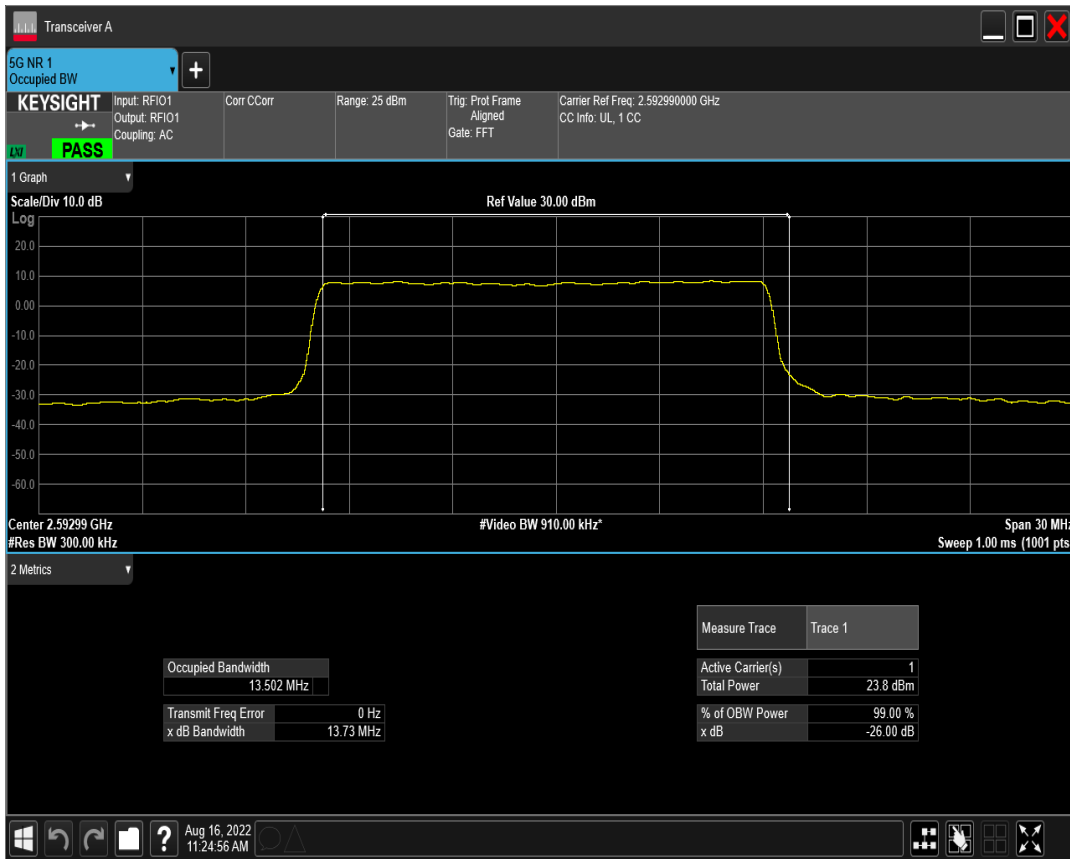 Transceiver A
5G NR 1
Occupied BW
KEYSIGHT
LXI
PASS
Input: RFIO1
Output: RFIO1
Coupling: AC
Corr CCorr
Range: 25 dBm
Trig: Prot Frame
Aligned
Gate: FFT
Carrier Ref Freq: 2.592990000 GHz
CC Info: UL, 1 CC
1 Graph
Scale/Div 10.0 dB
Ref Value 30.00 dBm
Log
20.0
10.0
0.00
-10.0
-20.0
-30.0
-40.0
-50.0
-60.0
Center 2.59299 GHz
#Video BW 910.00 kHz*
Span 30 MHz
#Res BW 300.00 kHz
Sweep 1.00 ms (1001 pts
2 Metrics
Measure Trace Trace 1
Occupied Bandwidth
13.502 MHz
Active Carrier(s) 1
Total Power 23.8 dBm
Transmit Freq Error 0 Hz
x dB Bandwidth 13.73 MHz
% of OBW Power 99.00 %
x dB -26.00 dB
?
Aug 16, 2022
11:24:56 AM